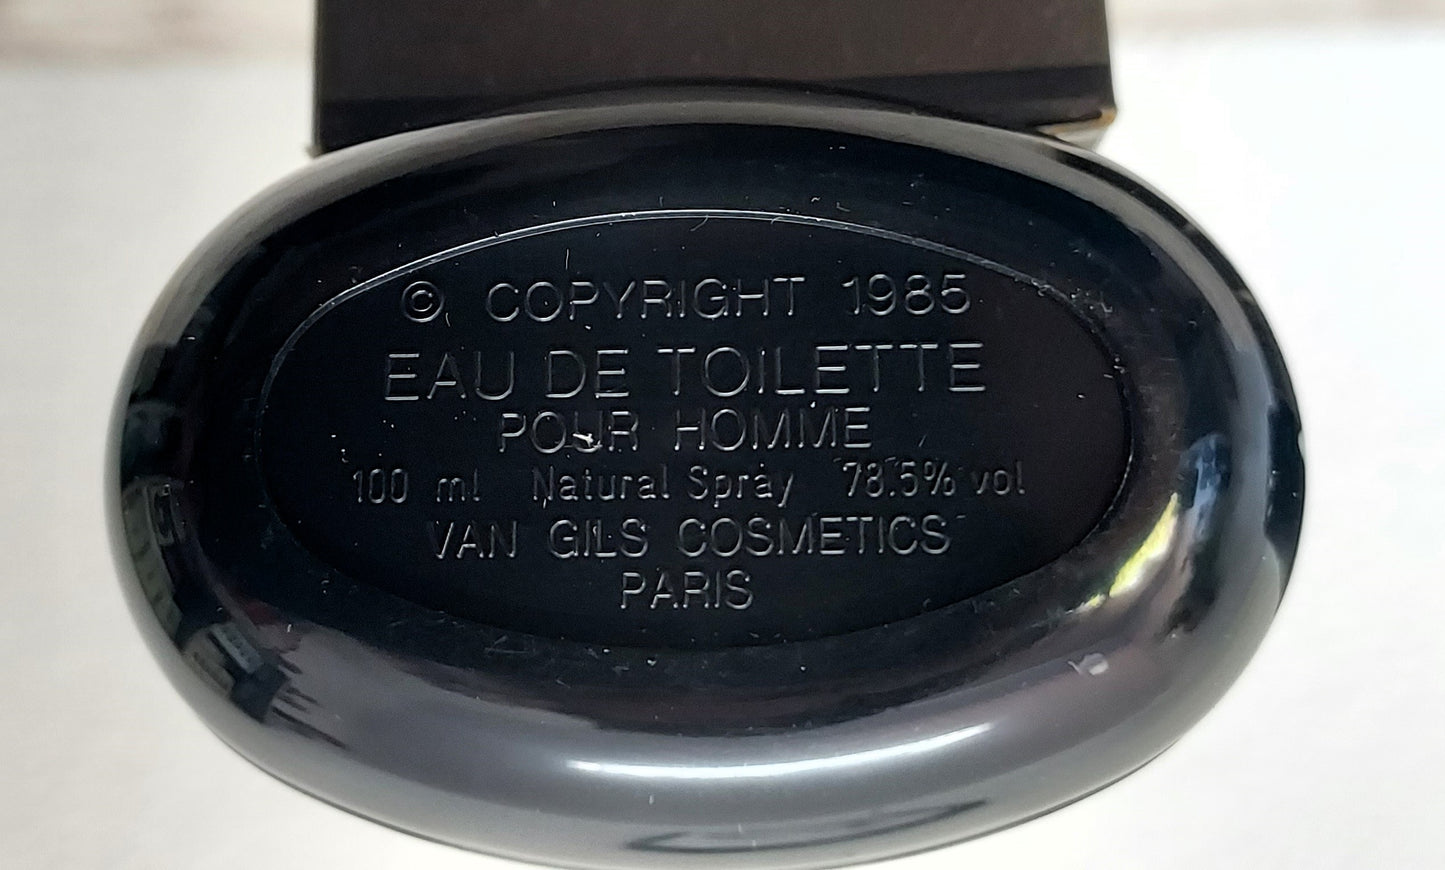 © COPYRIGHT 1985
EAU DE TOILETTE
POUR HOMME
100 ml Natural Spray 78.5% vol
VAN GILS COSMETICS
PARIS